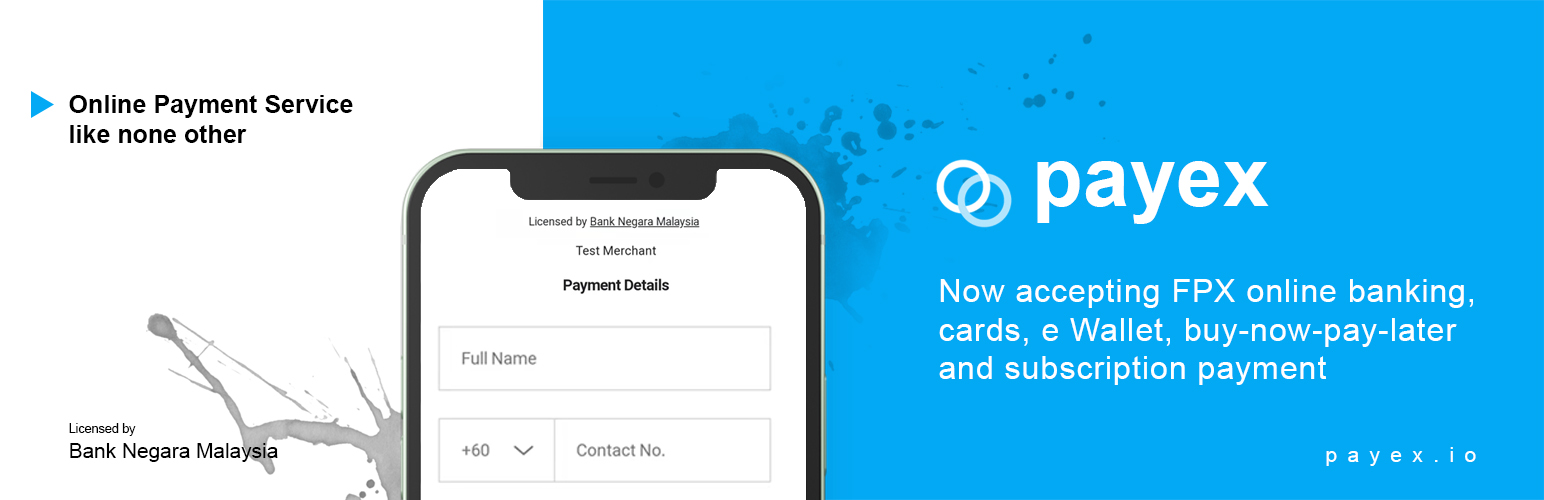 Online Payment Service
like none other
Licensed by
Bank Negara Malaysia
Licensed by Bank Negara Malaysia
Test Merchant
Payment Details
Full Name
+60
Contact No.
payex
Now accepting FPX online banking,
cards, e Wallet, buy-now-pay-later
and subscription payment
payex.io